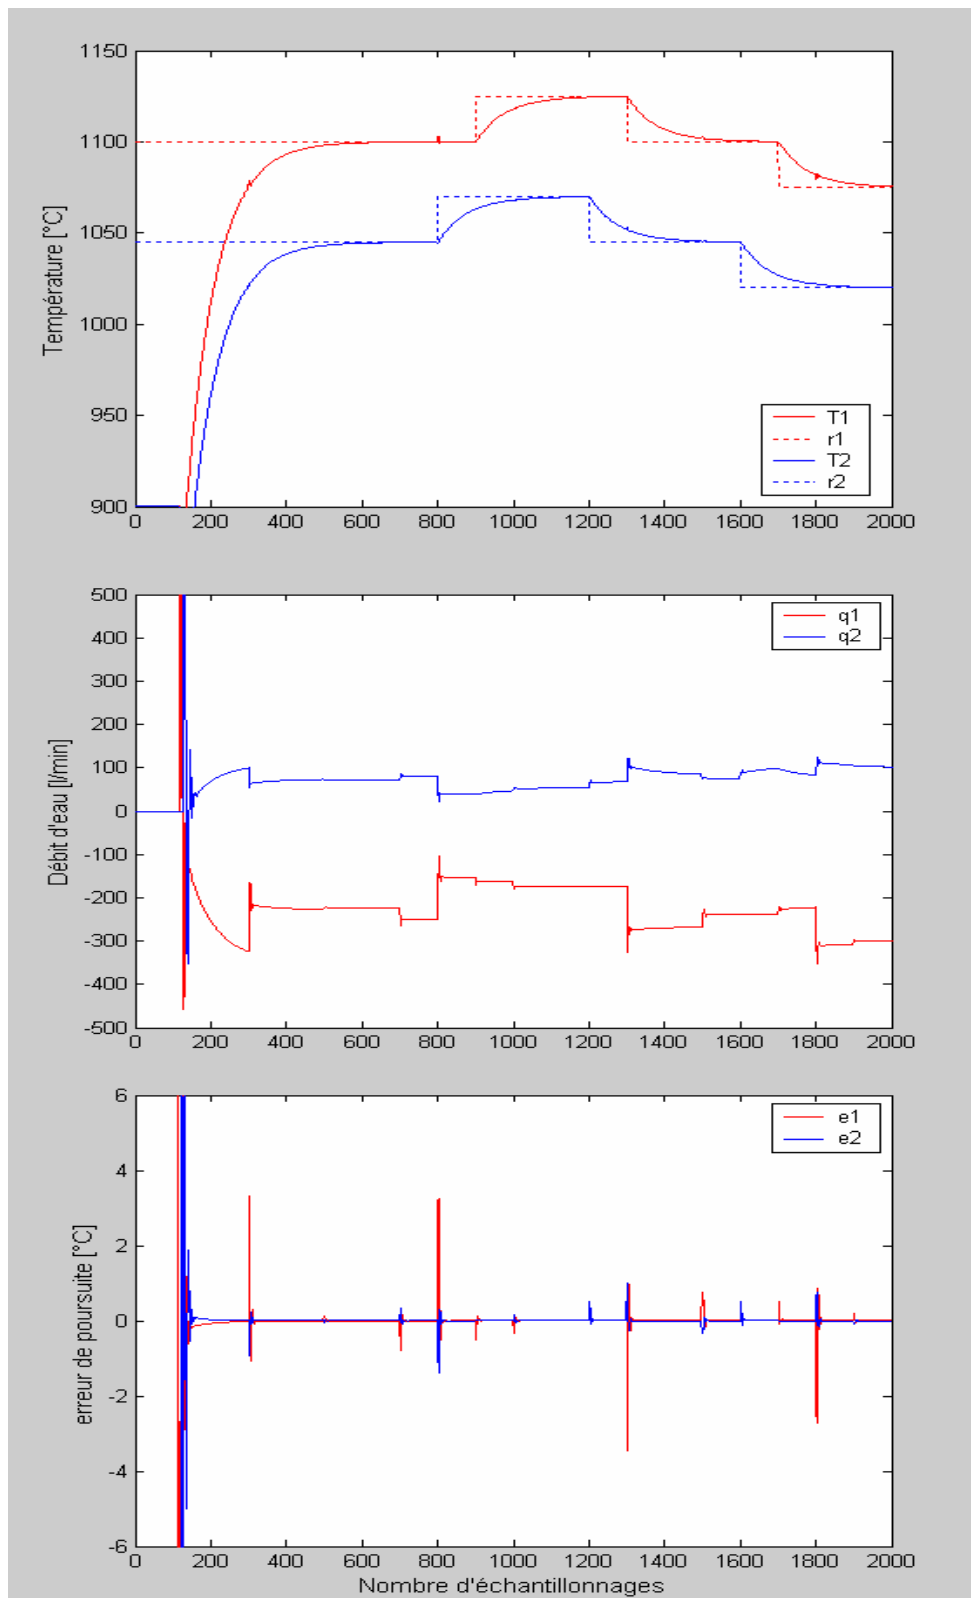 1150
1100
1050
1000
950
900
Température [°C]
T1
r1
T2
r2
0 200 400 600 800 1000 1200 1400 1600 1800 2000
500
400
300
200
100
0
-100
-200
-300
-400
-500
Débit d'eau [l/min]
q1
q2
0 200 400 600 800 1000 1200 1400 1600 1800 2000
6
4
2
0
-2
-4
-6
erreur de poursuite [°C]
e1
e2
0 200 400 600 800 1000 1200 1400 1600 1800 2000
Nombre d'échantillonnages